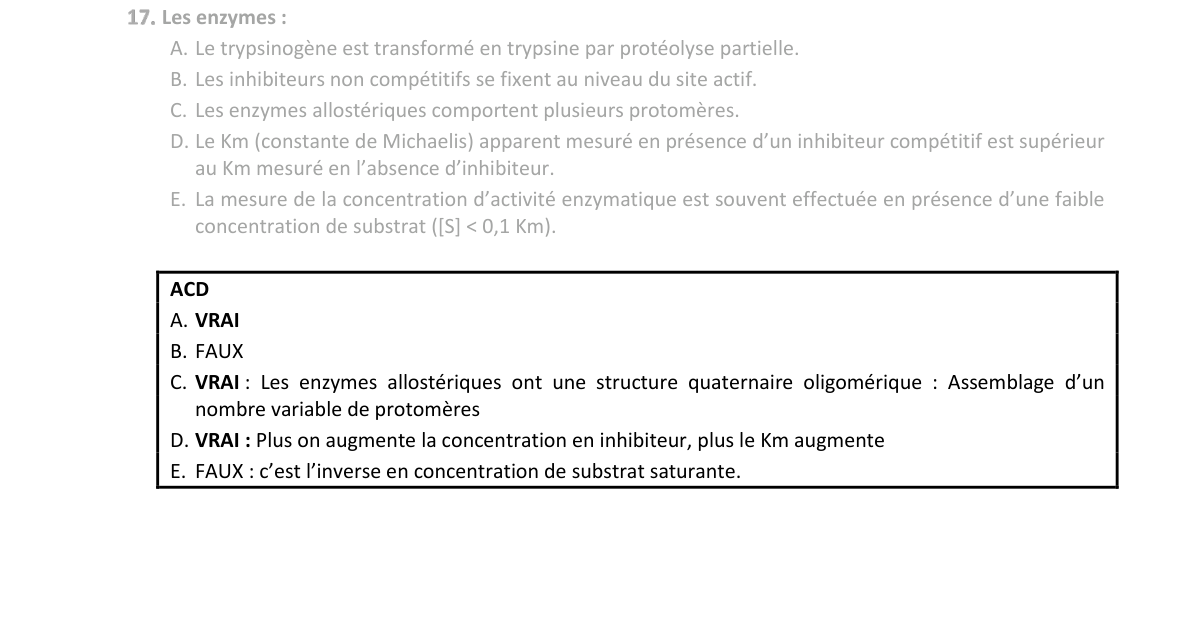 17. Les enzymes :
A. Le trypsinogène est transformé en trypsine par protéolyse partielle.
B. Les inhibiteurs non compétitifs se fixent au niveau du site actif.
C. Les enzymes allostériques comportent plusieurs protomères.
D. Le Km (constante de Michaelis) apparent mesuré en présence d’un inhibiteur compétitif est supérieur
au Km mesuré en l’absence d’inhibiteur.
E. La mesure de la concentration d’activité enzymatique est souvent effectuée en présence d’une faible
concentration de substrat ([S] < 0,1 Km).
ACD
A. VRAI
B. FAUX
C. VRAI : Les enzymes allostériques ont une structure quaternaire oligomérique : Assemblage d’un
nombre variable de protomères
D. VRAI : Plus on augmente la concentration en inhibiteur, plus le Km augmente
E. FAUX : c’est l’inverse en concentration de substrat saturante.